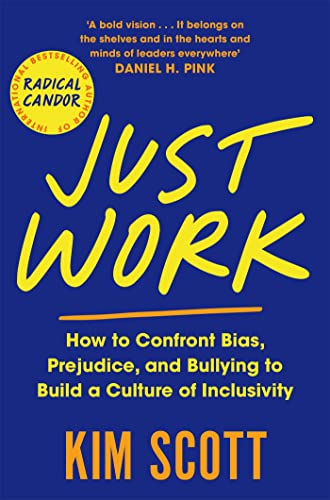 'A bold vision . . . It belongs on
the shelves and in the hearts and
minds of leaders everywhere'
DANIEL H. PINK
INTERNATIONAL BESTSELLING AUTHOR OF
RADICAL
CANDOR
JUST
WORK
How to Confront Bias,
Prejudice, and Bullying to
Build a Culture of Inclusivity
KIM SCOTT